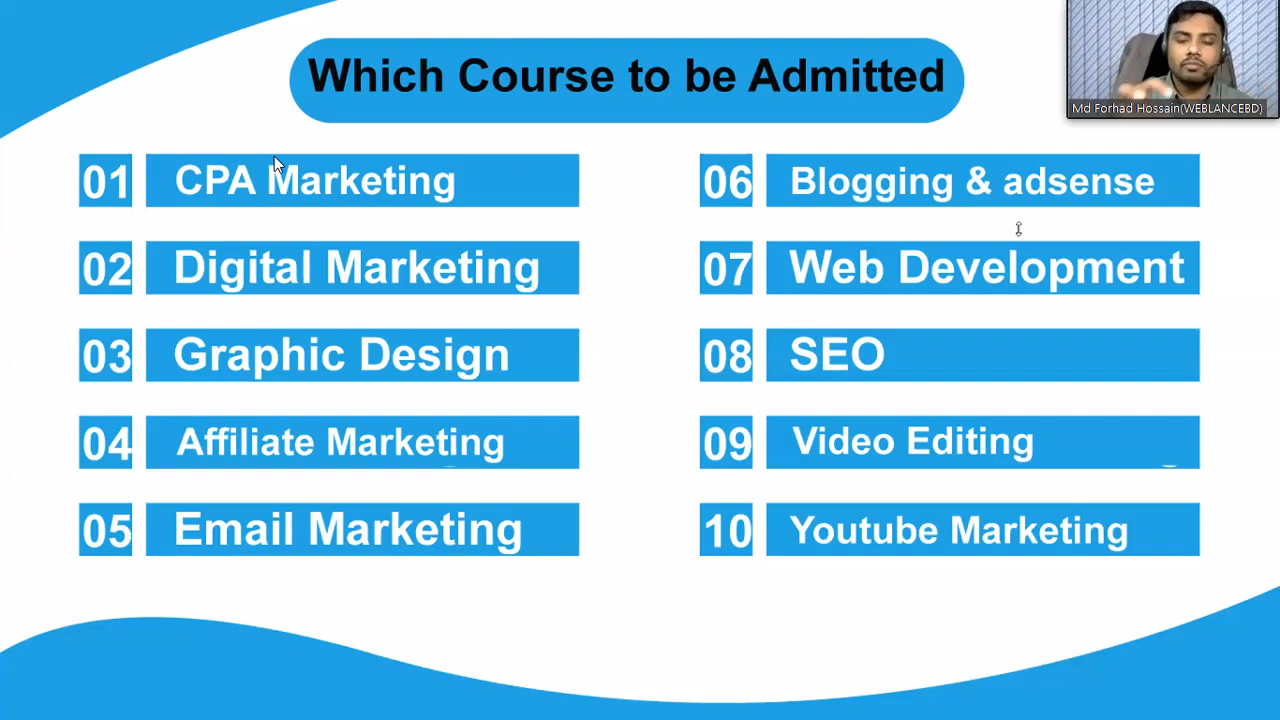 Which Course to be Admitted
Md Forhad Hossain(WEBLANCEBD)
01 CPA Marketing
02 Digital Marketing
03 Graphic Design
04 Affiliate Marketing
05 Email Marketing
06 Blogging & adsense
07 Web Development
08 SEO
09 Video Editing
10 Youtube Marketing